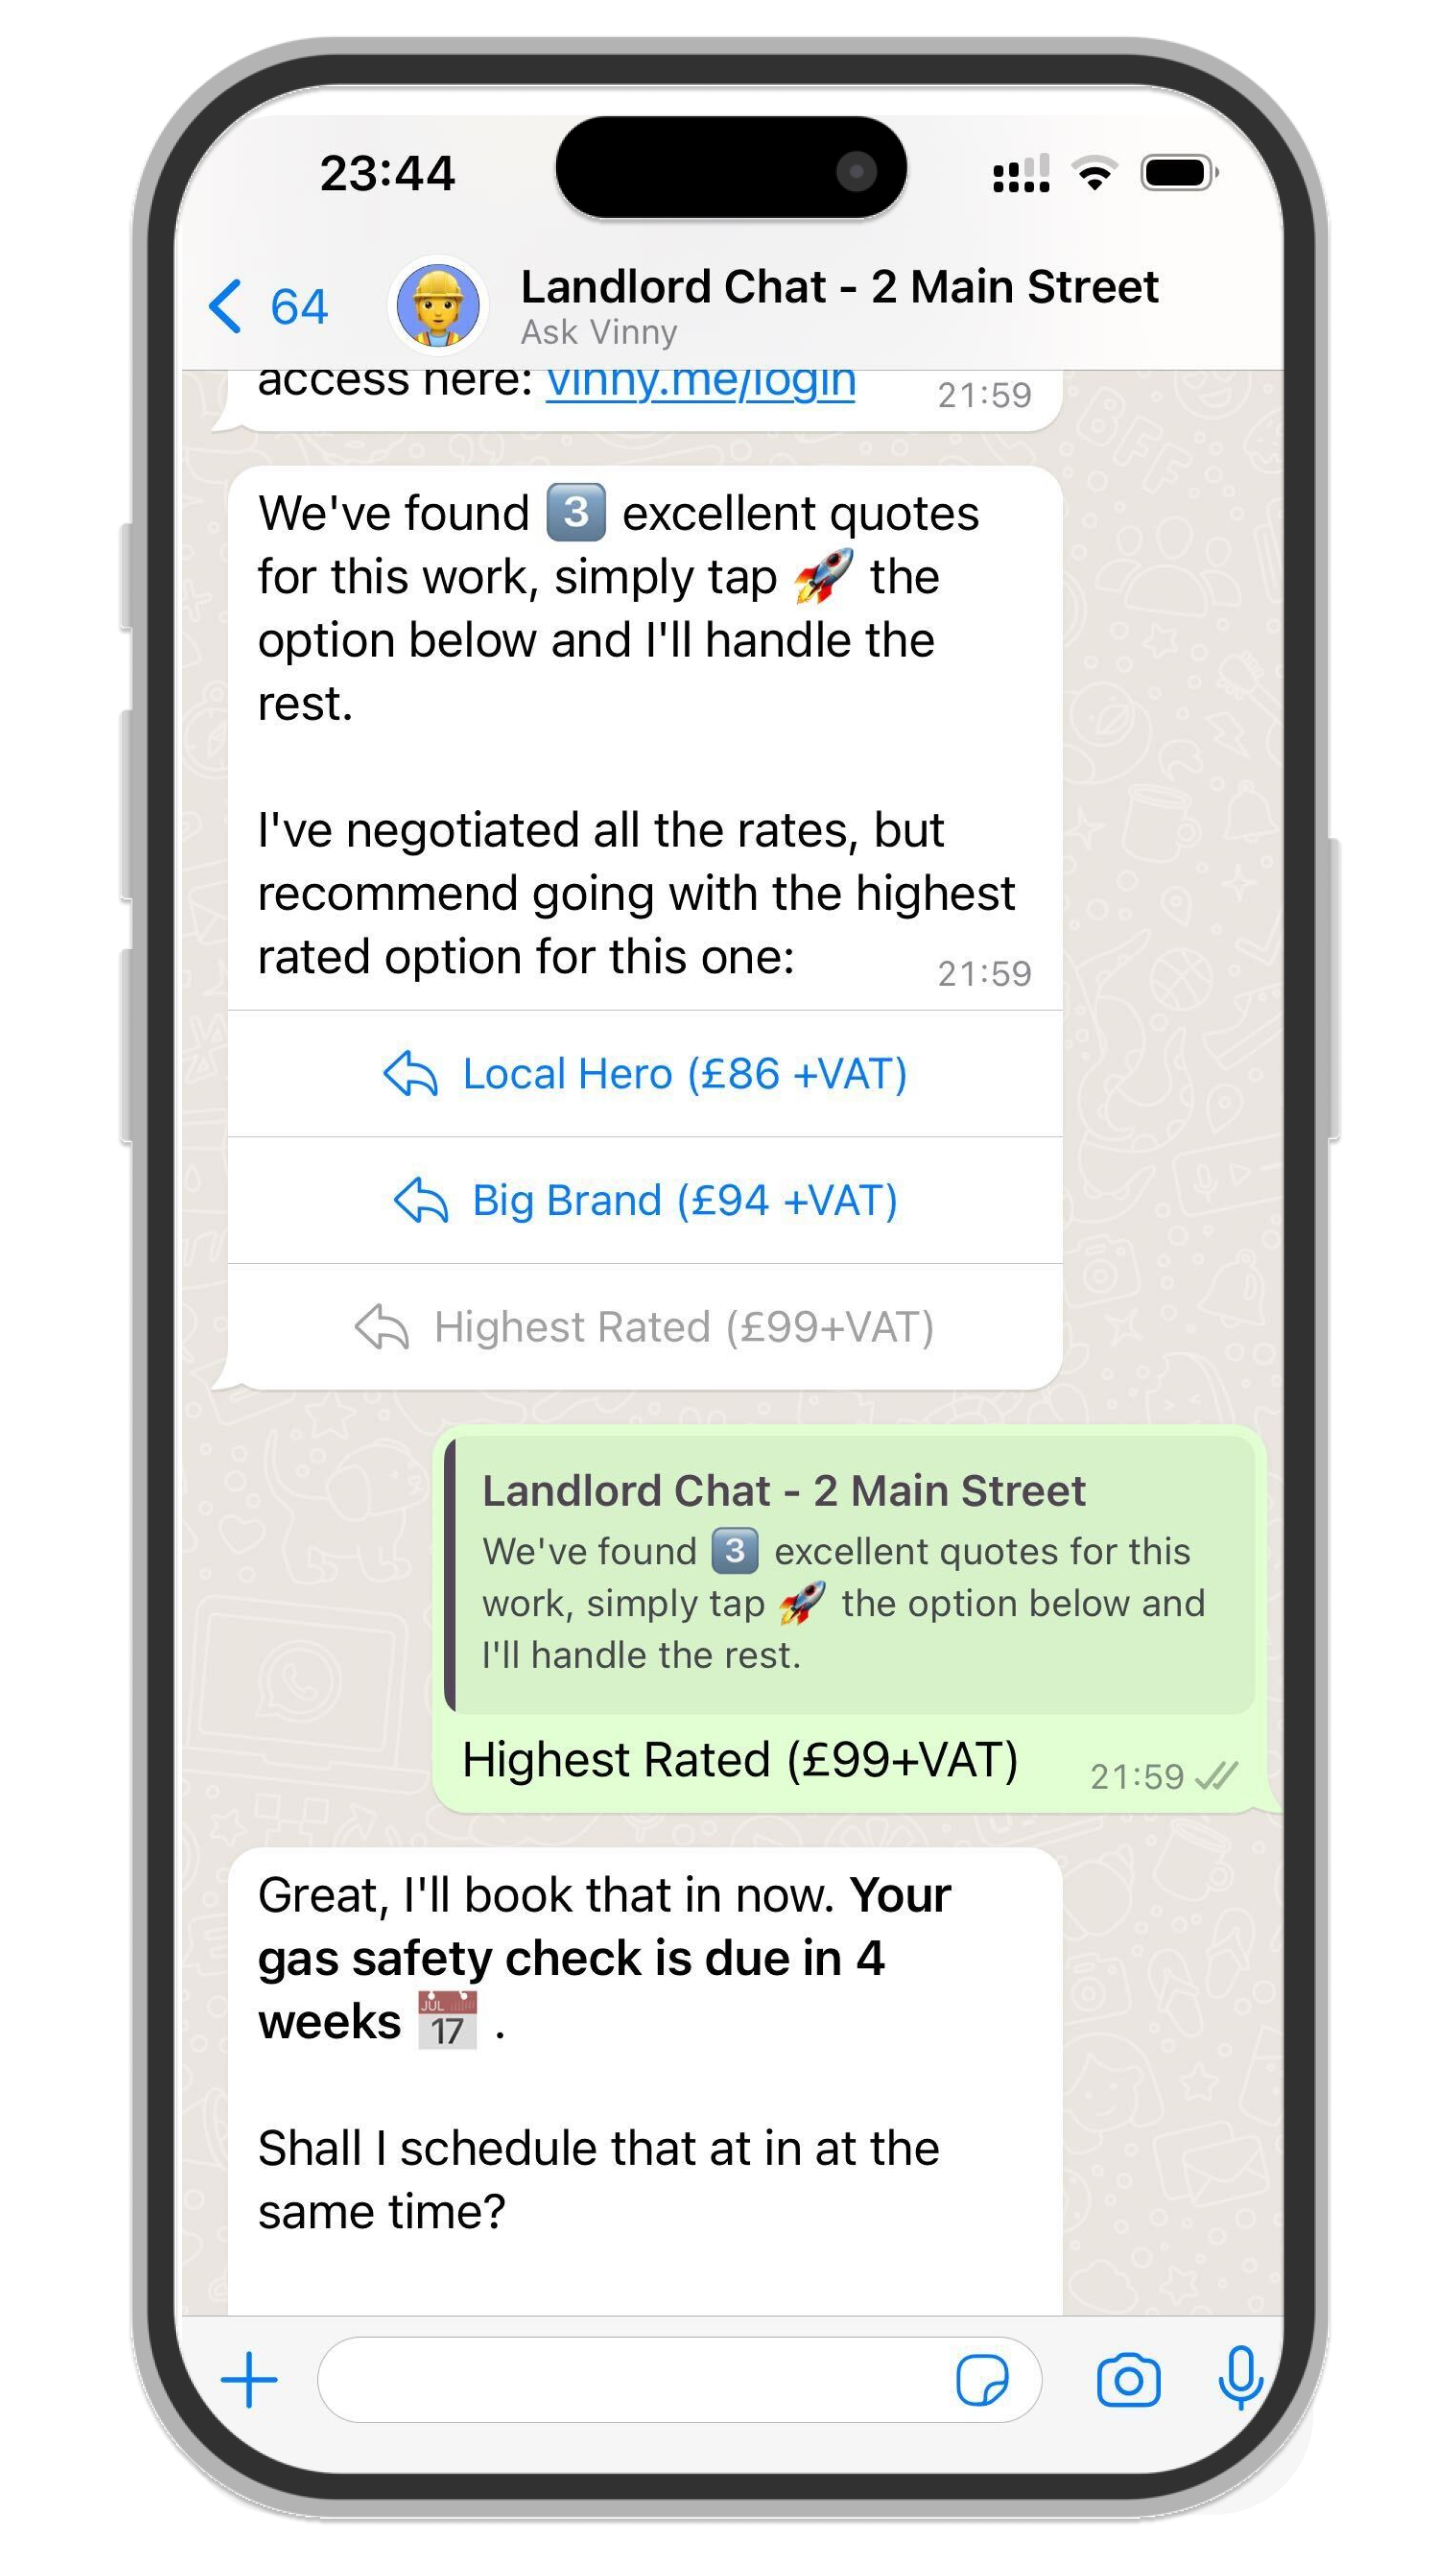 23:44
64
Landlord Chat - 2 Main Street
Ask Vinny
access here: vinny.me/login
21:59
We've found 3️⃣ excellent quotes
for this work, simply tap 🚀 the
option below and I'll handle the
rest.
I've negotiated all the rates, but
recommend going with the highest
rated option for this one:
21:59
Local Hero (£86 +VAT)
Big Brand (£94 +VAT)
Highest Rated (£99+VAT)
Landlord Chat - 2 Main Street
We've found 3️⃣ excellent quotes for this
work, simply tap 🚀 the option below and
I'll handle the rest.
Highest Rated (£99+VAT)
21:59
Great, I'll book that in now. Your
gas safety check is due in 4
weeks 📅 .
Shall I schedule that at in at the
same time?